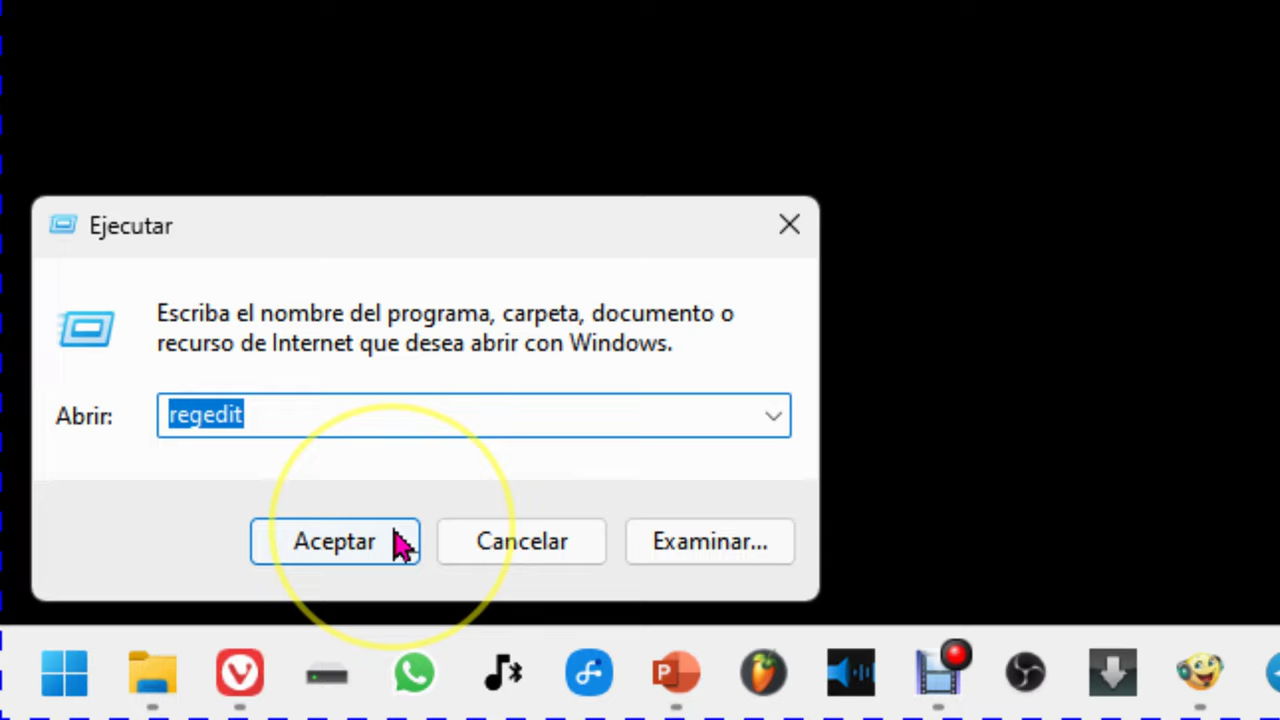 Ejecutar
Escriba el nombre del programa, carpeta, documento o
recurso de Internet que desea abrir con Windows.
Abrir: regedit
Aceptar Cancelar Examinar...
P